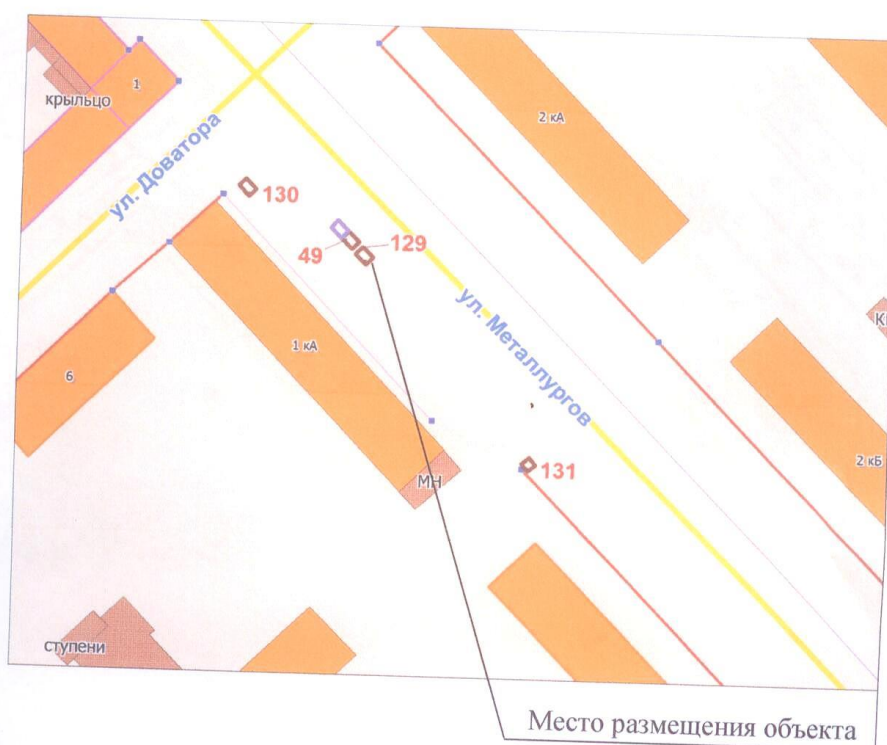 крыльцо
1
ул. Доватора
2 кА
130
49
129
ул. Металлургов
1 кА
6
2 кБ
131
МН
ступени
Место размещения объекта